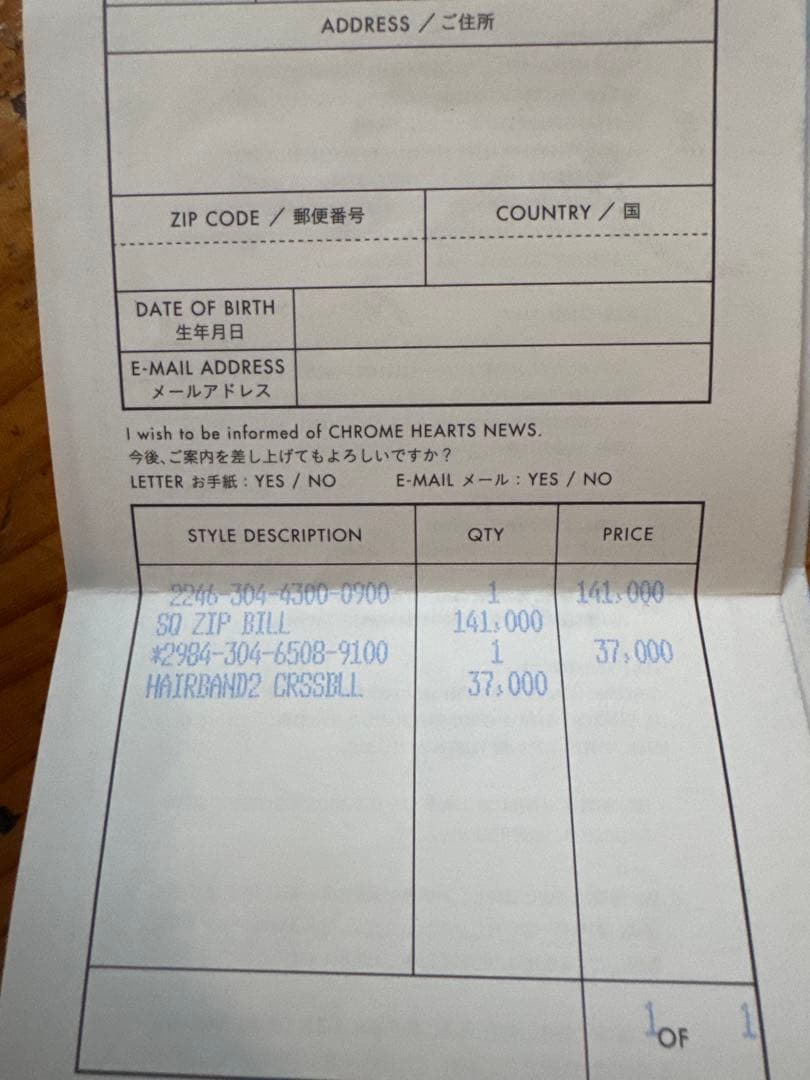 ADDRESS / ご住所
ZIP CODE / 郵便番号
COUNTRY / 国
DATE OF BIRTH
生年月日
E-MAIL ADDRESS
メールアドレス
I wish to be informed of CHROME HEARTS NEWS.
今後、ご案内を差し上げてもよろしいですか？
LETTER お手紙 : YES / NO E-MAIL メール : YES / NO
STYLE DESCRIPTION QTY PRICE
2246-304-4300-0900 1 141,000
SQ ZIP BILL 141,000
*2984-304-6508-9100 1 37,000
HAIRBAND2 CRSSBLL 37,000
1 OF 1